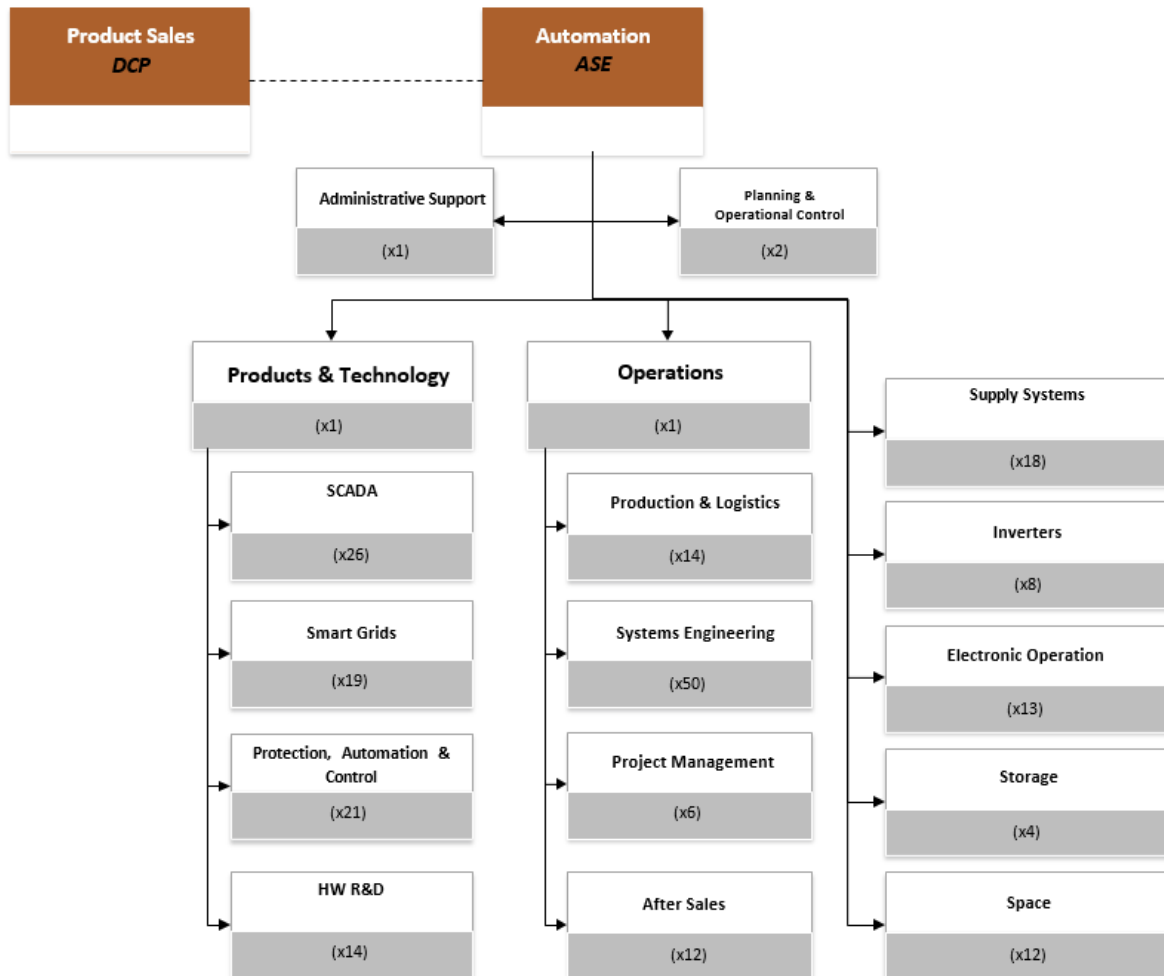 Product Sales
DCP
Automation
ASE
Administrative Support
(x1)
Planning &
Operational Control
(x2)
Products & Technology
(x1)
SCADA
(x26)
Smart Grids
(x19)
Protection, Automation &
Control
(x21)
HW R&D
(x14)
Operations
(x1)
Production & Logistics
(x14)
Systems Engineering
(x50)
Project Management
(x6)
After Sales
(x12)
Supply Systems
(x18)
Inverters
(x8)
Electronic Operation
(x13)
Storage
(x4)
Space
(x12)